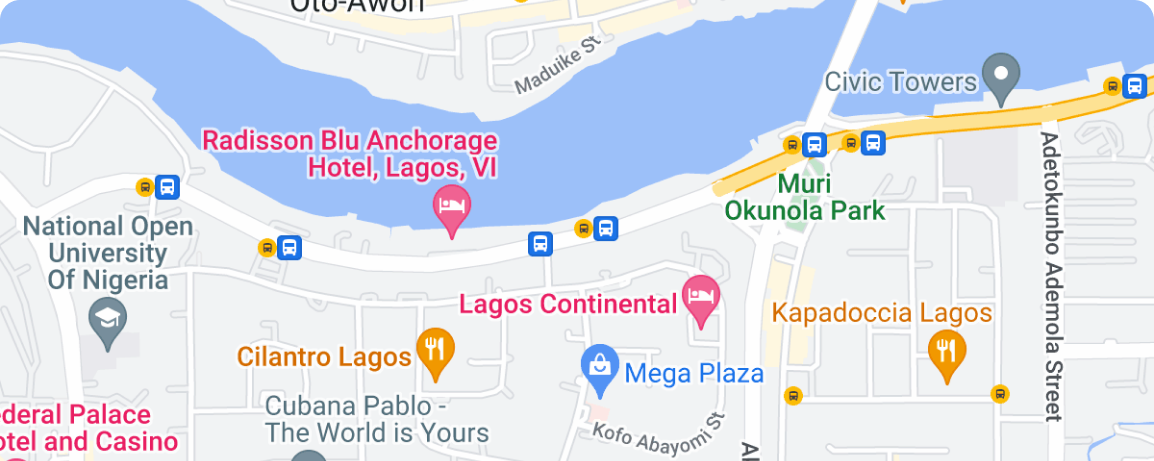 Oto-Awori
Maduike St
Civic Towers
Radisson Blu Anchorage
Hotel, Lagos, VI
Muri
Okunola Park
Adetokunbo Ademola Street
National Open
University
Of Nigeria
Lagos Continental
Kapadoccia Lagos
Cilantro Lagos
Mega Plaza
Cubana Pablo -
The World is Yours
Kofo Abayomi St
ederal Palace
otel and Casino